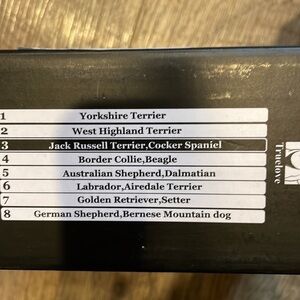 1 Yorkshire Terrier
2 West Highland Terrier
3 Jack Russell Terrier,Cocker Spaniel
4 Border Collie,Beagle
5 Australian Shepherd,Dalmatian
6 Labrador,Airedale Terrier
7 Golden Retriever,Setter
8 German Shepherd,Bernese Mountain dog
Truelove